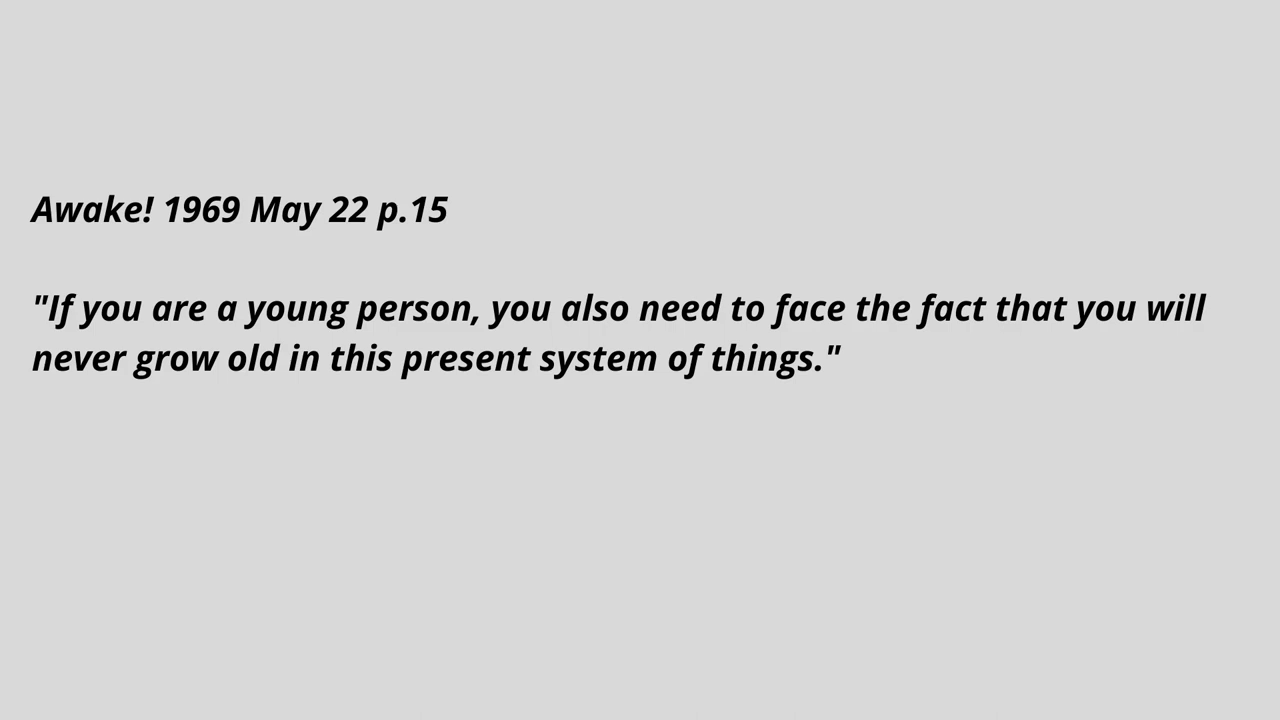 Awake! 1969 May 22 p.15
"If you are a young person, you also need to face the fact that you will
never grow old in this present system of things."